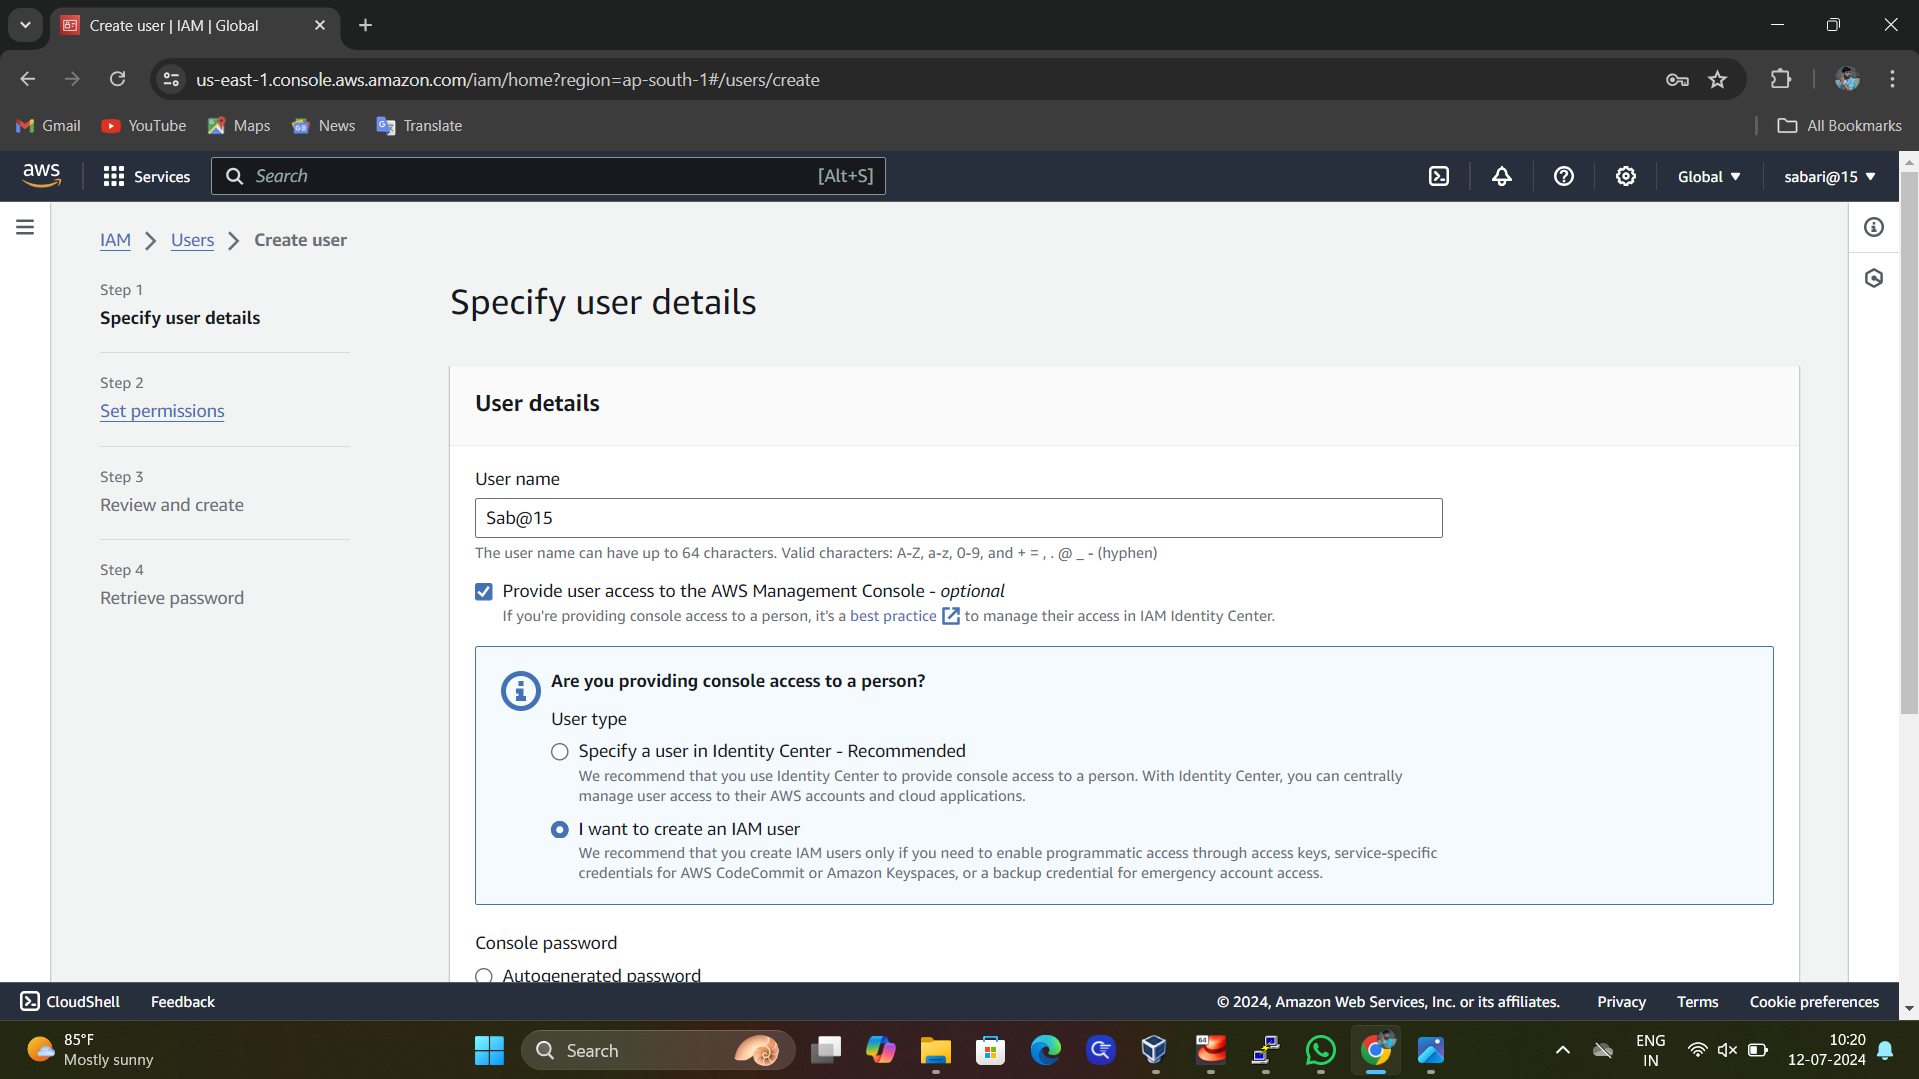 Create user | IAM | Global
us-east-1.console.aws.amazon.com/iam/home?region=ap-south-1#/users/create
Gmail YouTube Maps News Translate All Bookmarks
aws Services Search [Alt+S] Global sabari@15
IAM Users Create user
Step 1
Specify user details
Step 2
Set permissions
Step 3
Review and create
Step 4
Retrieve password
Specify user details
User details
User name
Sab@15
The user name can have up to 64 characters. Valid characters: A-Z, a-z, 0-9, and + = , . @ _ - (hyphen)
Provide user access to the AWS Management Console - optional
If you're providing console access to a person, it's a best practice to manage their access in IAM Identity Center.
Are you providing console access to a person?
User type
Specify a user in Identity Center - Recommended
We recommend that you use Identity Center to provide console access to a person. With Identity Center, you can centrally
manage user access to their AWS accounts and cloud applications.
I want to create an IAM user
We recommend that you create IAM users only if you need to enable programmatic access through access keys, service-specific
credentials for AWS CodeCommit or Amazon Keyspaces, or a backup credential for emergency account access.
Console password
Autogenerated password
CloudShell Feedback © 2024, Amazon Web Services, Inc. or its affiliates. Privacy Terms Cookie preferences
85°F
Mostly sunny
Search
64
ENG
IN
10:20
12-07-2024